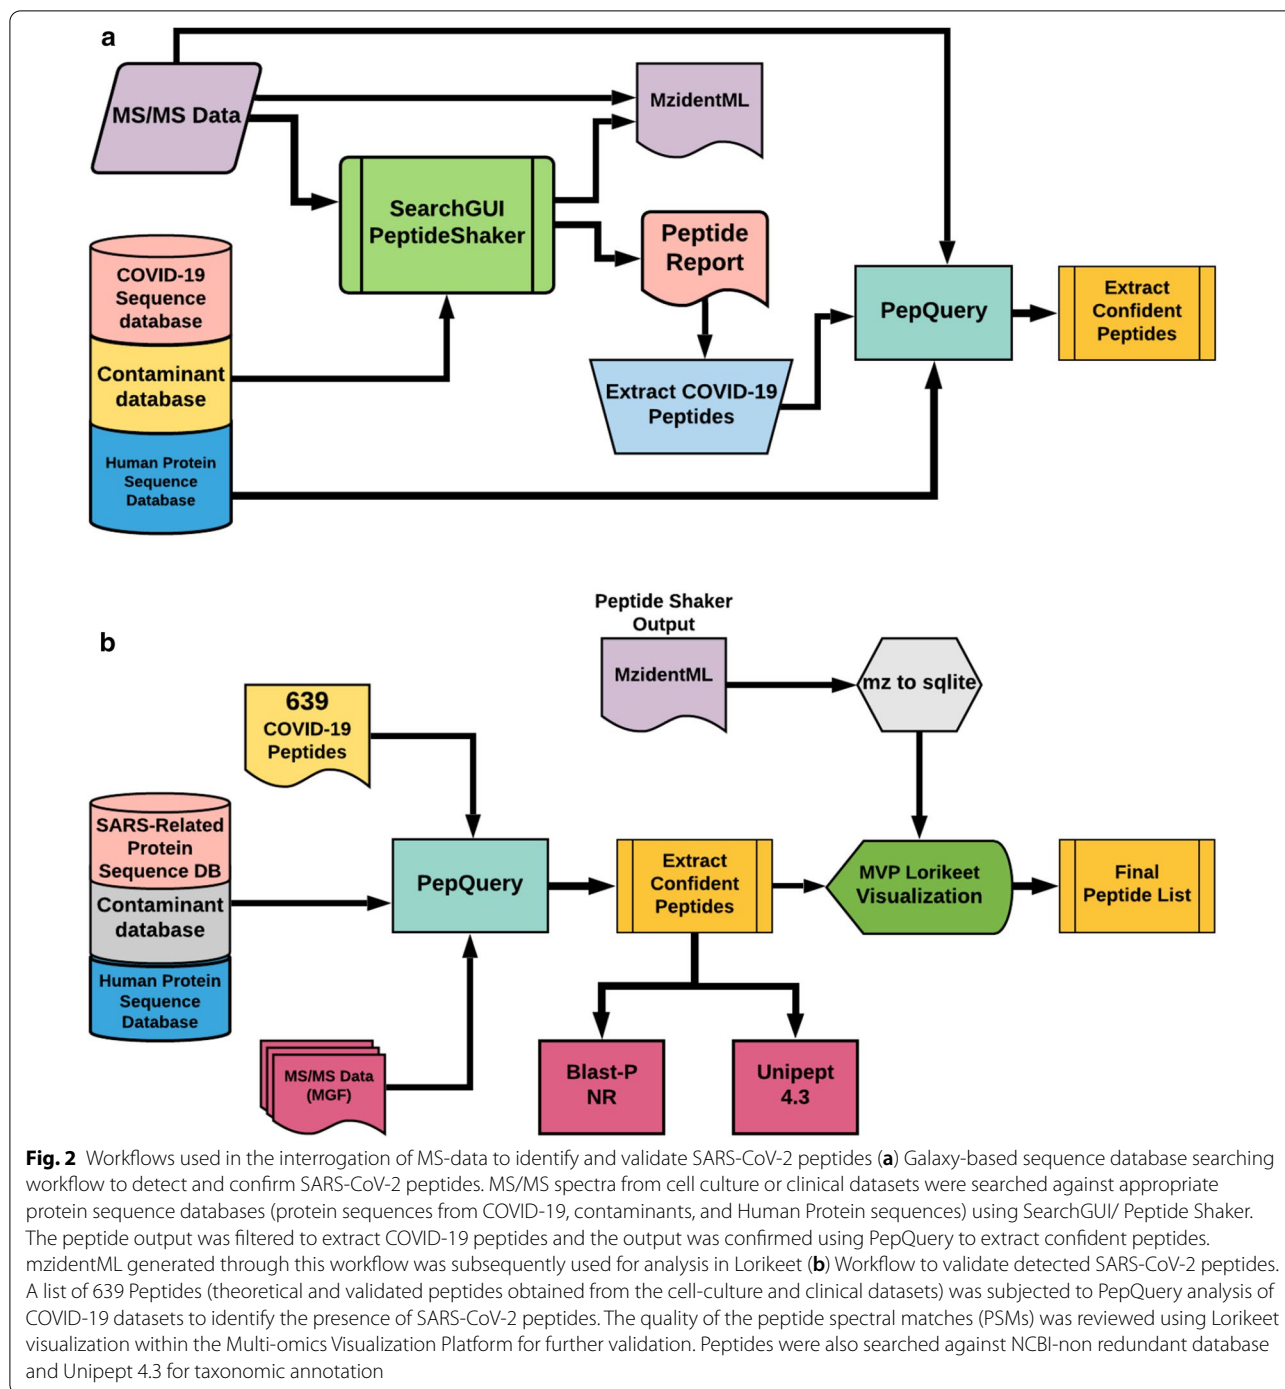 a
MS/MS Data
MzidentML
SearchGUI
PeptideShaker
Peptide
Report
COVID-19
Sequence
database
Contaminant
database
Human Protein
Sequence
Database
Extract COVID-19
Peptides
PepQuery
Extract
Confident
Peptides
b
Peptide Shaker
Output
MzidentML
mz to sqlite
639
COVID-19
Peptides
SARS-Related
Protein
Sequence DB
Contaminant
database
Human Protein
Sequence
Database
PepQuery
Extract
Confident
Peptides
MVP Lorikeet
Visualization
Final
Peptide List
MS/MS Data
(MGF)
Blast-P
NR
Unipept
4.3
Fig. 2 Workflows used in the interrogation of MS-data to identify and validate SARS-CoV-2 peptides (a) Galaxy-based sequence database searching
workflow to detect and confirm SARS-CoV-2 peptides. MS/MS spectra from cell culture or clinical datasets were searched against appropriate
protein sequence databases (protein sequences from COVID-19, contaminants, and Human Protein sequences) using SearchGUI/ Peptide Shaker.
The peptide output was filtered to extract COVID-19 peptides and the output was confirmed using PepQuery to extract confident peptides.
mzidentML generated through this workflow was subsequently used for analysis in Lorikeet (b) Workflow to validate detected SARS-CoV-2 peptides.
A list of 639 Peptides (theoretical and validated peptides obtained from the cell-culture and clinical datasets) was subjected to PepQuery analysis of
COVID-19 datasets to identify the presence of SARS-CoV-2 peptides. The quality of the peptide spectral matches (PSMs) was reviewed using Lorikeet
visualization within the Multi-omics Visualization Platform for further validation. Peptides were also searched against NCBI-non redundant database
and Unipept 4.3 for taxonomic annotation